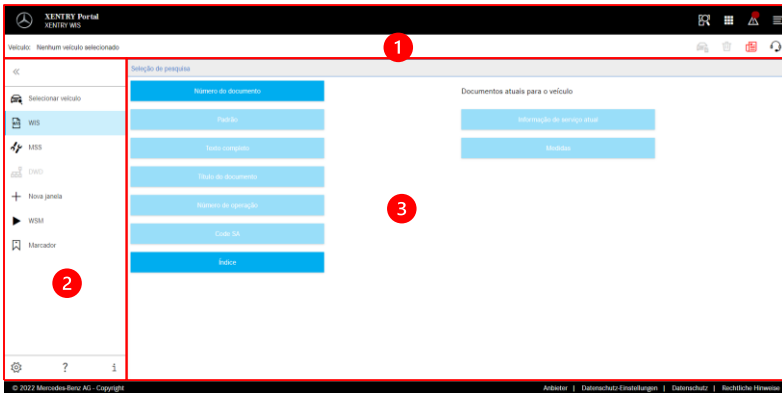 XENTRY Portal
XENTRY WIS
Veículo: Nenhum veículo selecionado
1
Seleção de pesquisa
Selecionar veículo
WIS
MSS
DWD
Nova janela
WSM
Marcador
2
Número do documento
Padrão
Texto completo
Título do documento
Número de operação
Code SA
Índice
Documentos atuais para o veículo
Informação de serviço atual
Medidas
3
? i
© 2022 Mercedes-Benz AG - Copyright
Anbieter | Datenschutz-Einstellungen | Datenschutz | Rechtliche Hinweise